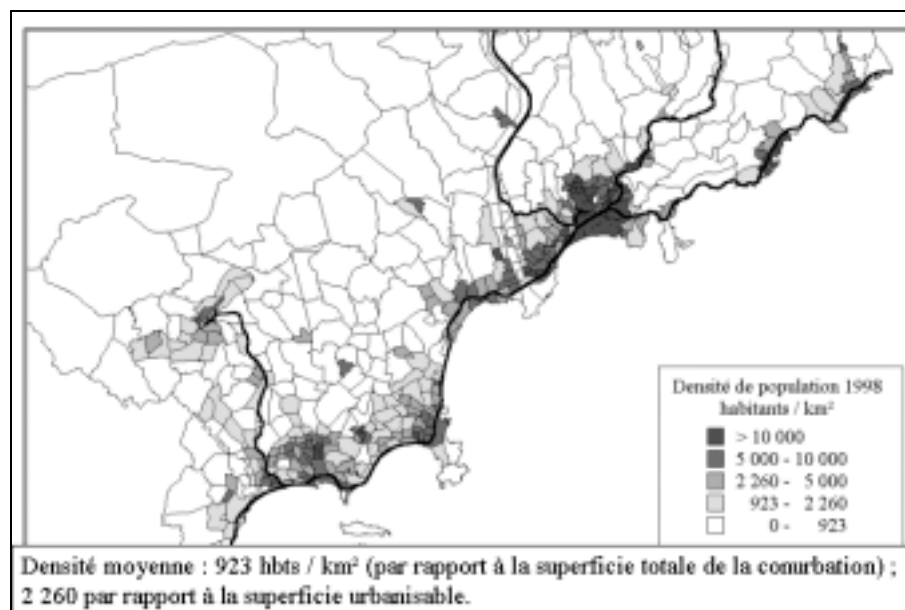 Densité de population 1998
habitants / km²
> 10 000
5 000 - 10 000
2 260 - 5 000
923 - 2 260
0 - 923
Densité moyenne : 923 hbts / km² (par rapport à la superficie totale de la conurbation) ;
2 260 par rapport à la superficie urbanisable.